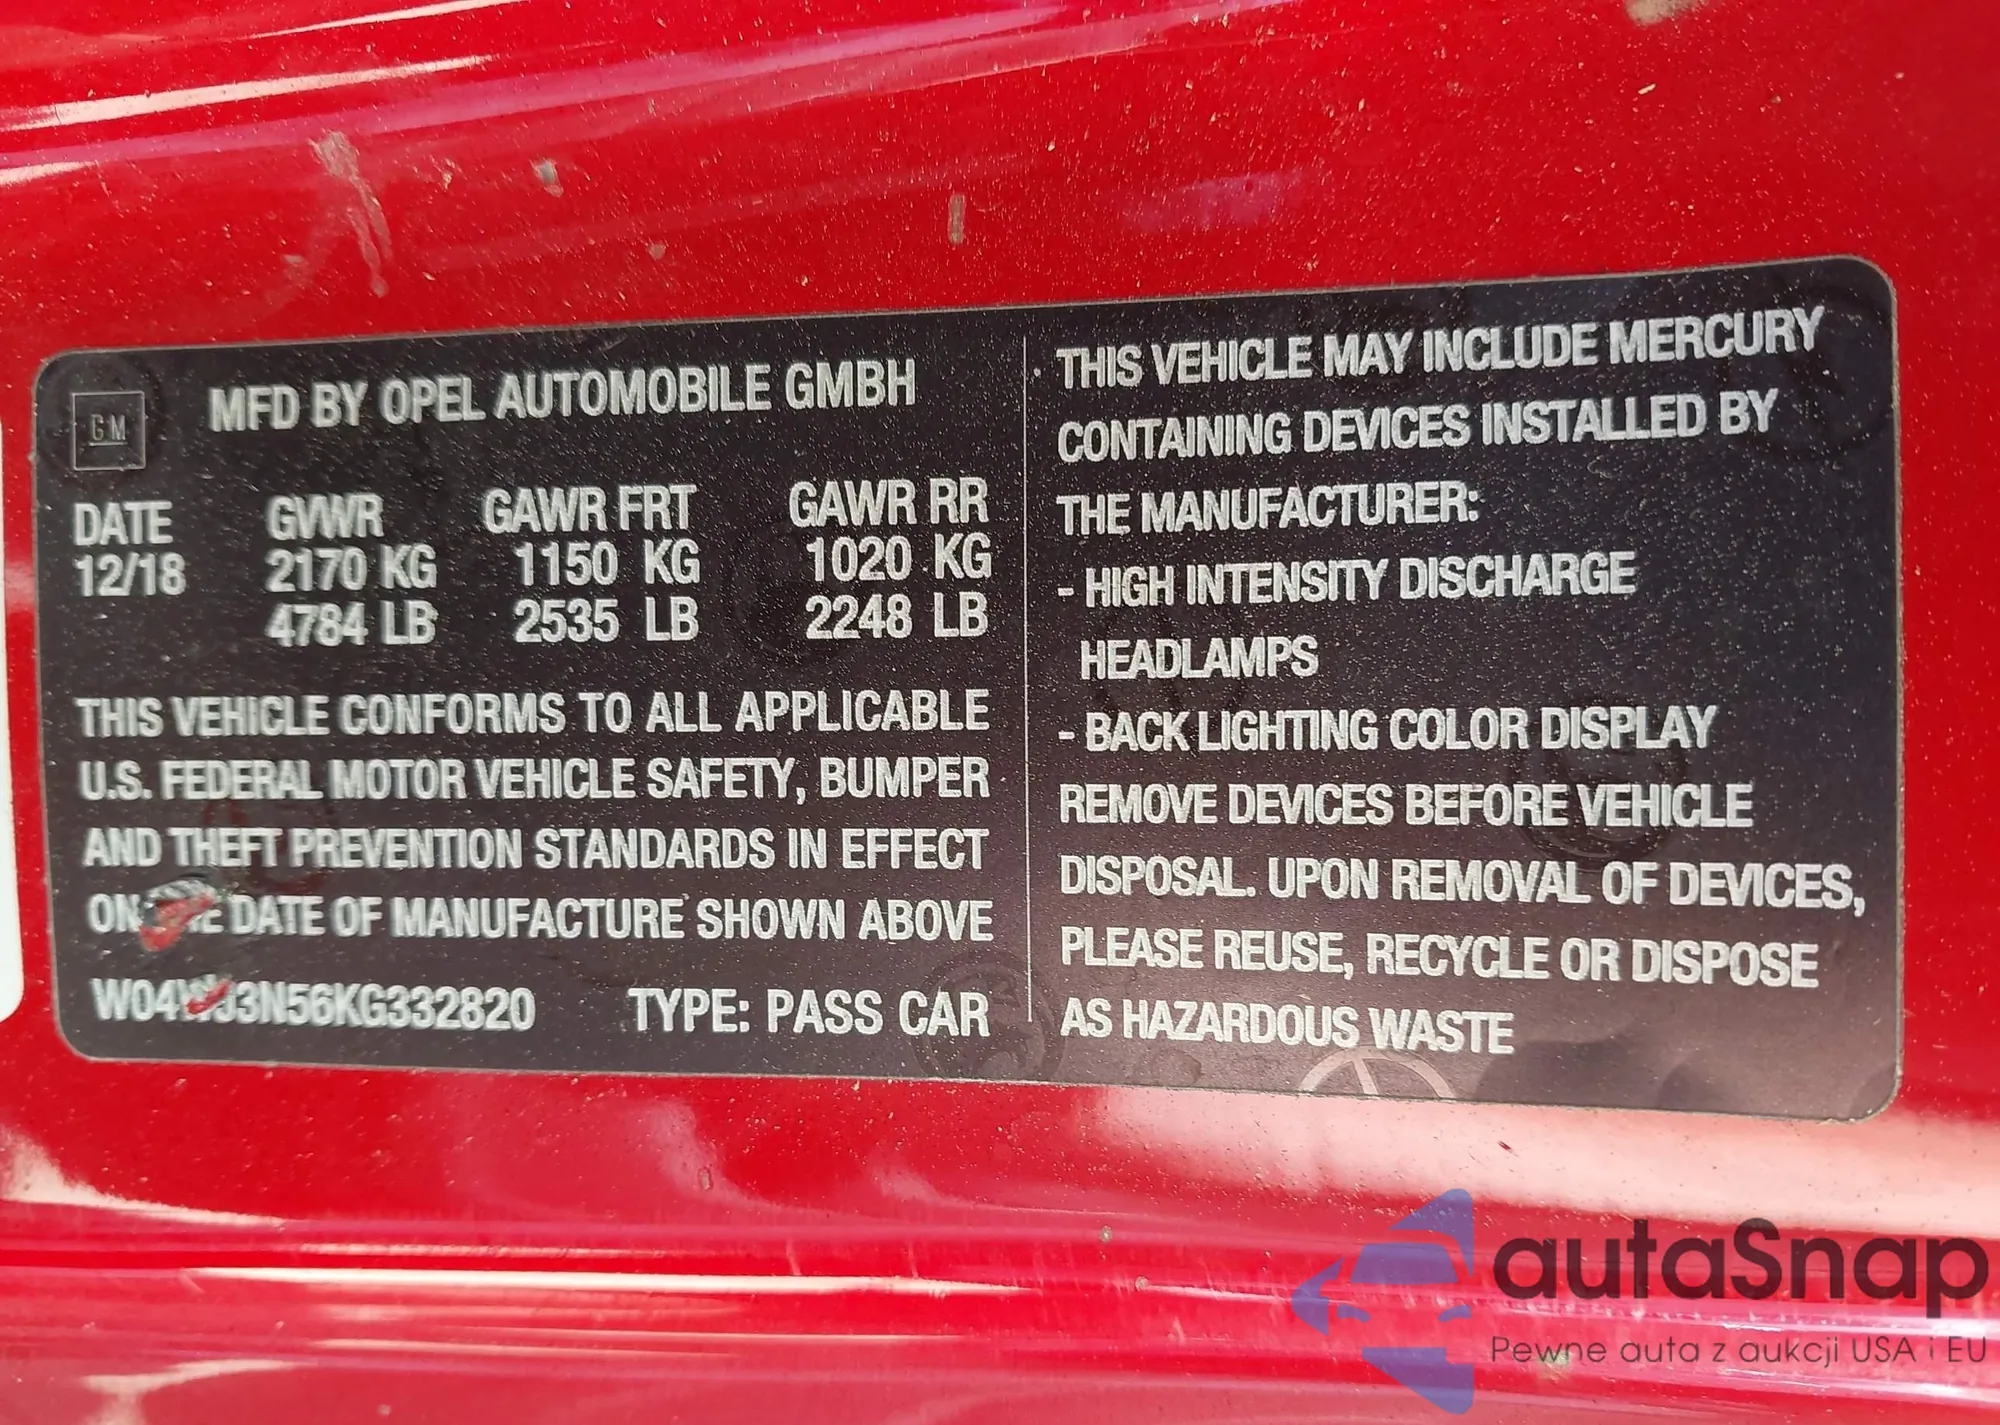 GM
MFD BY OPEL AUTOMOBILE GMBH
DATE GVWR GAWR FRT GAWR RR
12/18 2170 KG 1150 KG 1020 KG
4784 LB 2535 LB 2248 LB
THIS VEHICLE CONFORMS TO ALL APPLICABLE
U.S. FEDERAL MOTOR VEHICLE SAFETY, BUMPER
AND THEFT PREVENTION STANDARDS IN EFFECT
ON DATE OF MANUFACTURE SHOWN ABOVE
TYPE: PASS CAR
THIS VEHICLE MAY INCLUDE MERCURY
CONTAINING DEVICES INSTALLED BY
THE MANUFACTURER:
- HIGH INTENSITY DISCHARGE
HEADLAMPS
- BACK LIGHTING COLOR DISPLAY
REMOVE DEVICES BEFORE VEHICLE
DISPOSAL. UPON REMOVAL OF DEVICES,
PLEASE REUSE, RECYCLE OR DISPOSE
AS HAZARDOUS WASTE
autaSnap
Pewne auta z aukcji USA i EU